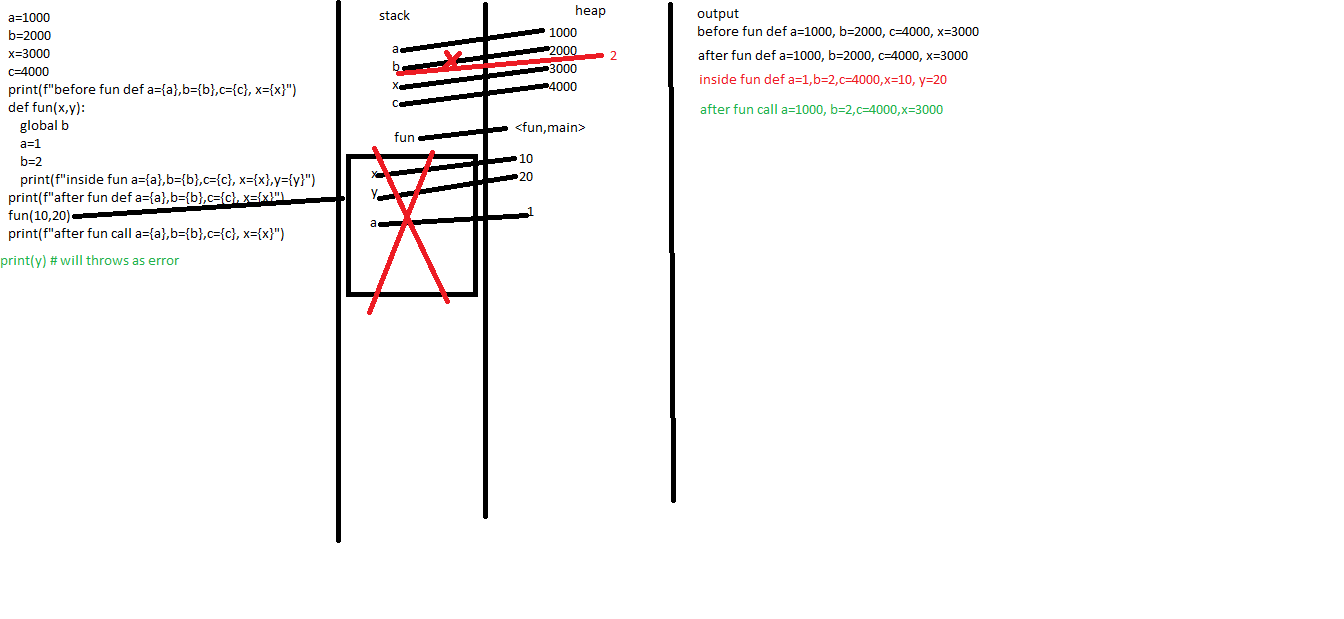 a=1000
b=2000
x=3000
c=4000
print(f"before fun def a={a},b={b},c={c}, x={x}")
def fun(x,y):
global b
a=1
b=2
print(f"inside fun a={a},b={b},c={c}, x={x},y={y}")
print(f"after fun def a={a},b={b},c={c}, x={x}")
fun(10,20)
print(f"after fun call a={a},b={b},c={c}, x={x}")
print(y) # will throws as error
stack
a
b
x
c
fun
x
y
a
heap
1000
2000
2
3000
4000
<fun,main>
10
20
1
output
before fun def a=1000, b=2000, c=4000, x=3000
after fun def a=1000, b=2000, c=4000, x=3000
inside fun def a=1,b=2,c=4000,x=10, y=20
after fun call a=1000, b=2,c=4000,x=3000